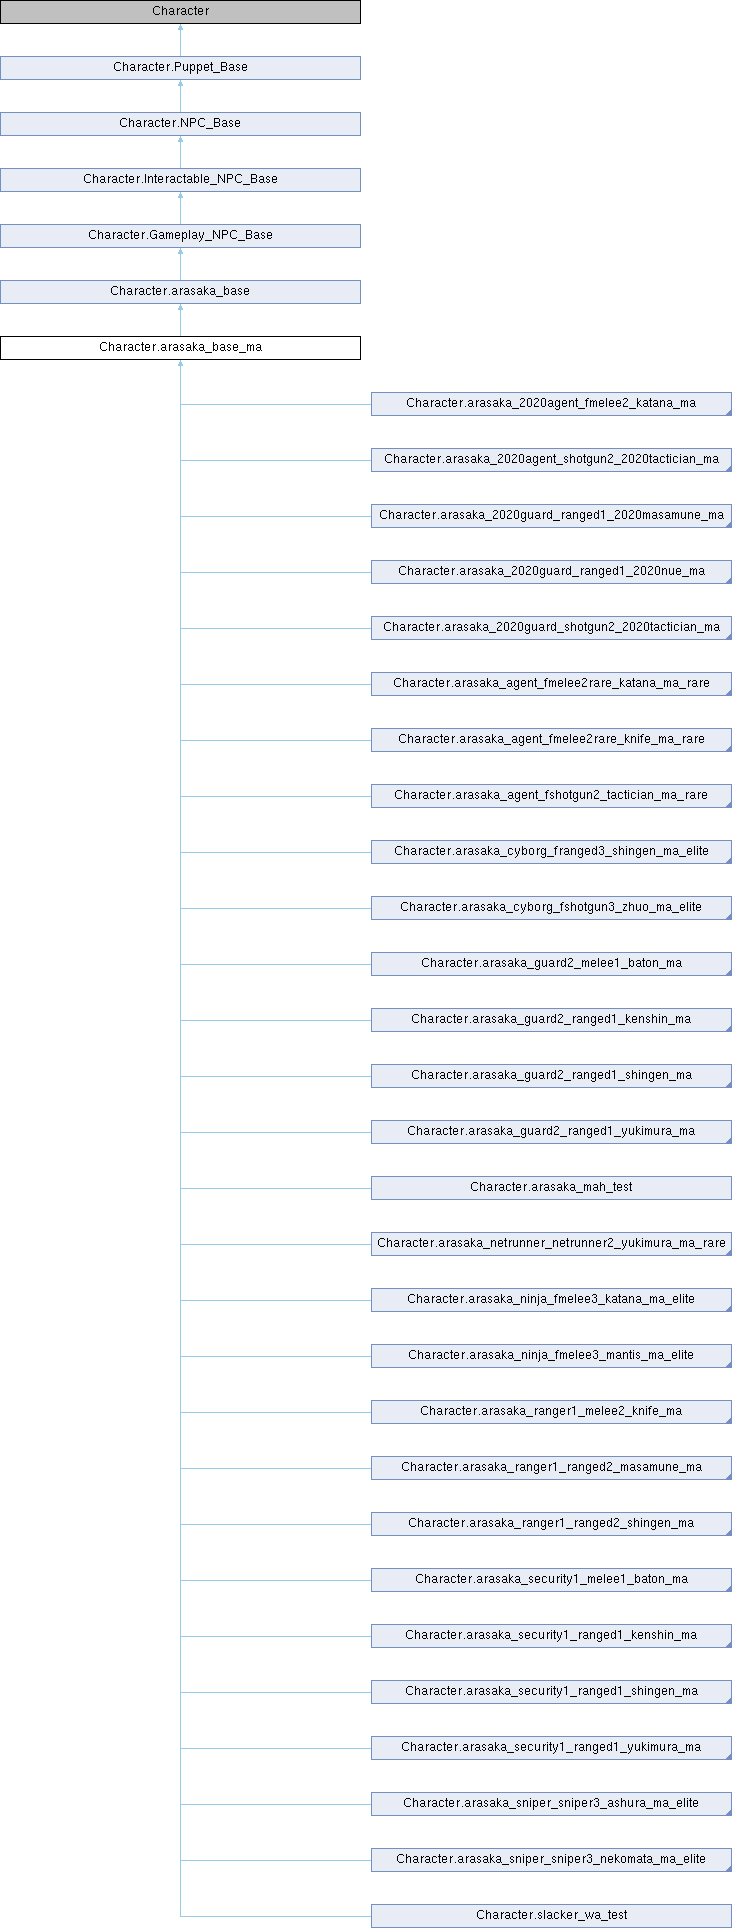 Character
Character.Puppet_Base
Character.NPC_Base
Character.Interactable_NPC_Base
Character.Gameplay_NPC_Base
Character.arasaka_base
Character.arasaka_base_ma
Character.arasaka_2020agent_fmelee2_katana_ma
Character.arasaka_2020agent_shotgun2_2020tactician_ma
Character.arasaka_2020guard_ranged1_2020masamune_ma
Character.arasaka_2020guard_ranged1_2020nue_ma
Character.arasaka_2020guard_shotgun2_2020tactician_ma
Character.arasaka_agent_fmelee2rare_katana_ma_rare
Character.arasaka_agent_fmelee2rare_knife_ma_rare
Character.arasaka_agent_fshotgun2_tactician_ma_rare
Character.arasaka_cyborg_franged3_shingen_ma_elite
Character.arasaka_cyborg_fshotgun3_zhuo_ma_elite
Character.arasaka_guard2_melee1_baton_ma
Character.arasaka_guard2_ranged1_kenshin_ma
Character.arasaka_guard2_ranged1_shingen_ma
Character.arasaka_guard2_ranged1_yukimura_ma
Character.arasaka_mah_test
Character.arasaka_netrunner_netrunner2_yukimura_ma_rare
Character.arasaka_ninja_fmelee3_katana_ma_elite
Character.arasaka_ninja_fmelee3_mantis_ma_elite
Character.arasaka_ranger1_melee2_knife_ma
Character.arasaka_ranger1_ranged2_masamune_ma
Character.arasaka_ranger1_ranged2_shingen_ma
Character.arasaka_security1_melee1_baton_ma
Character.arasaka_security1_ranged1_kenshin_ma
Character.arasaka_security1_ranged1_shingen_ma
Character.arasaka_security1_ranged1_yukimura_ma
Character.arasaka_sniper_sniper3_ashura_ma_elite
Character.arasaka_sniper_sniper3_nekomata_ma_elite
Character.slacker_wa_test